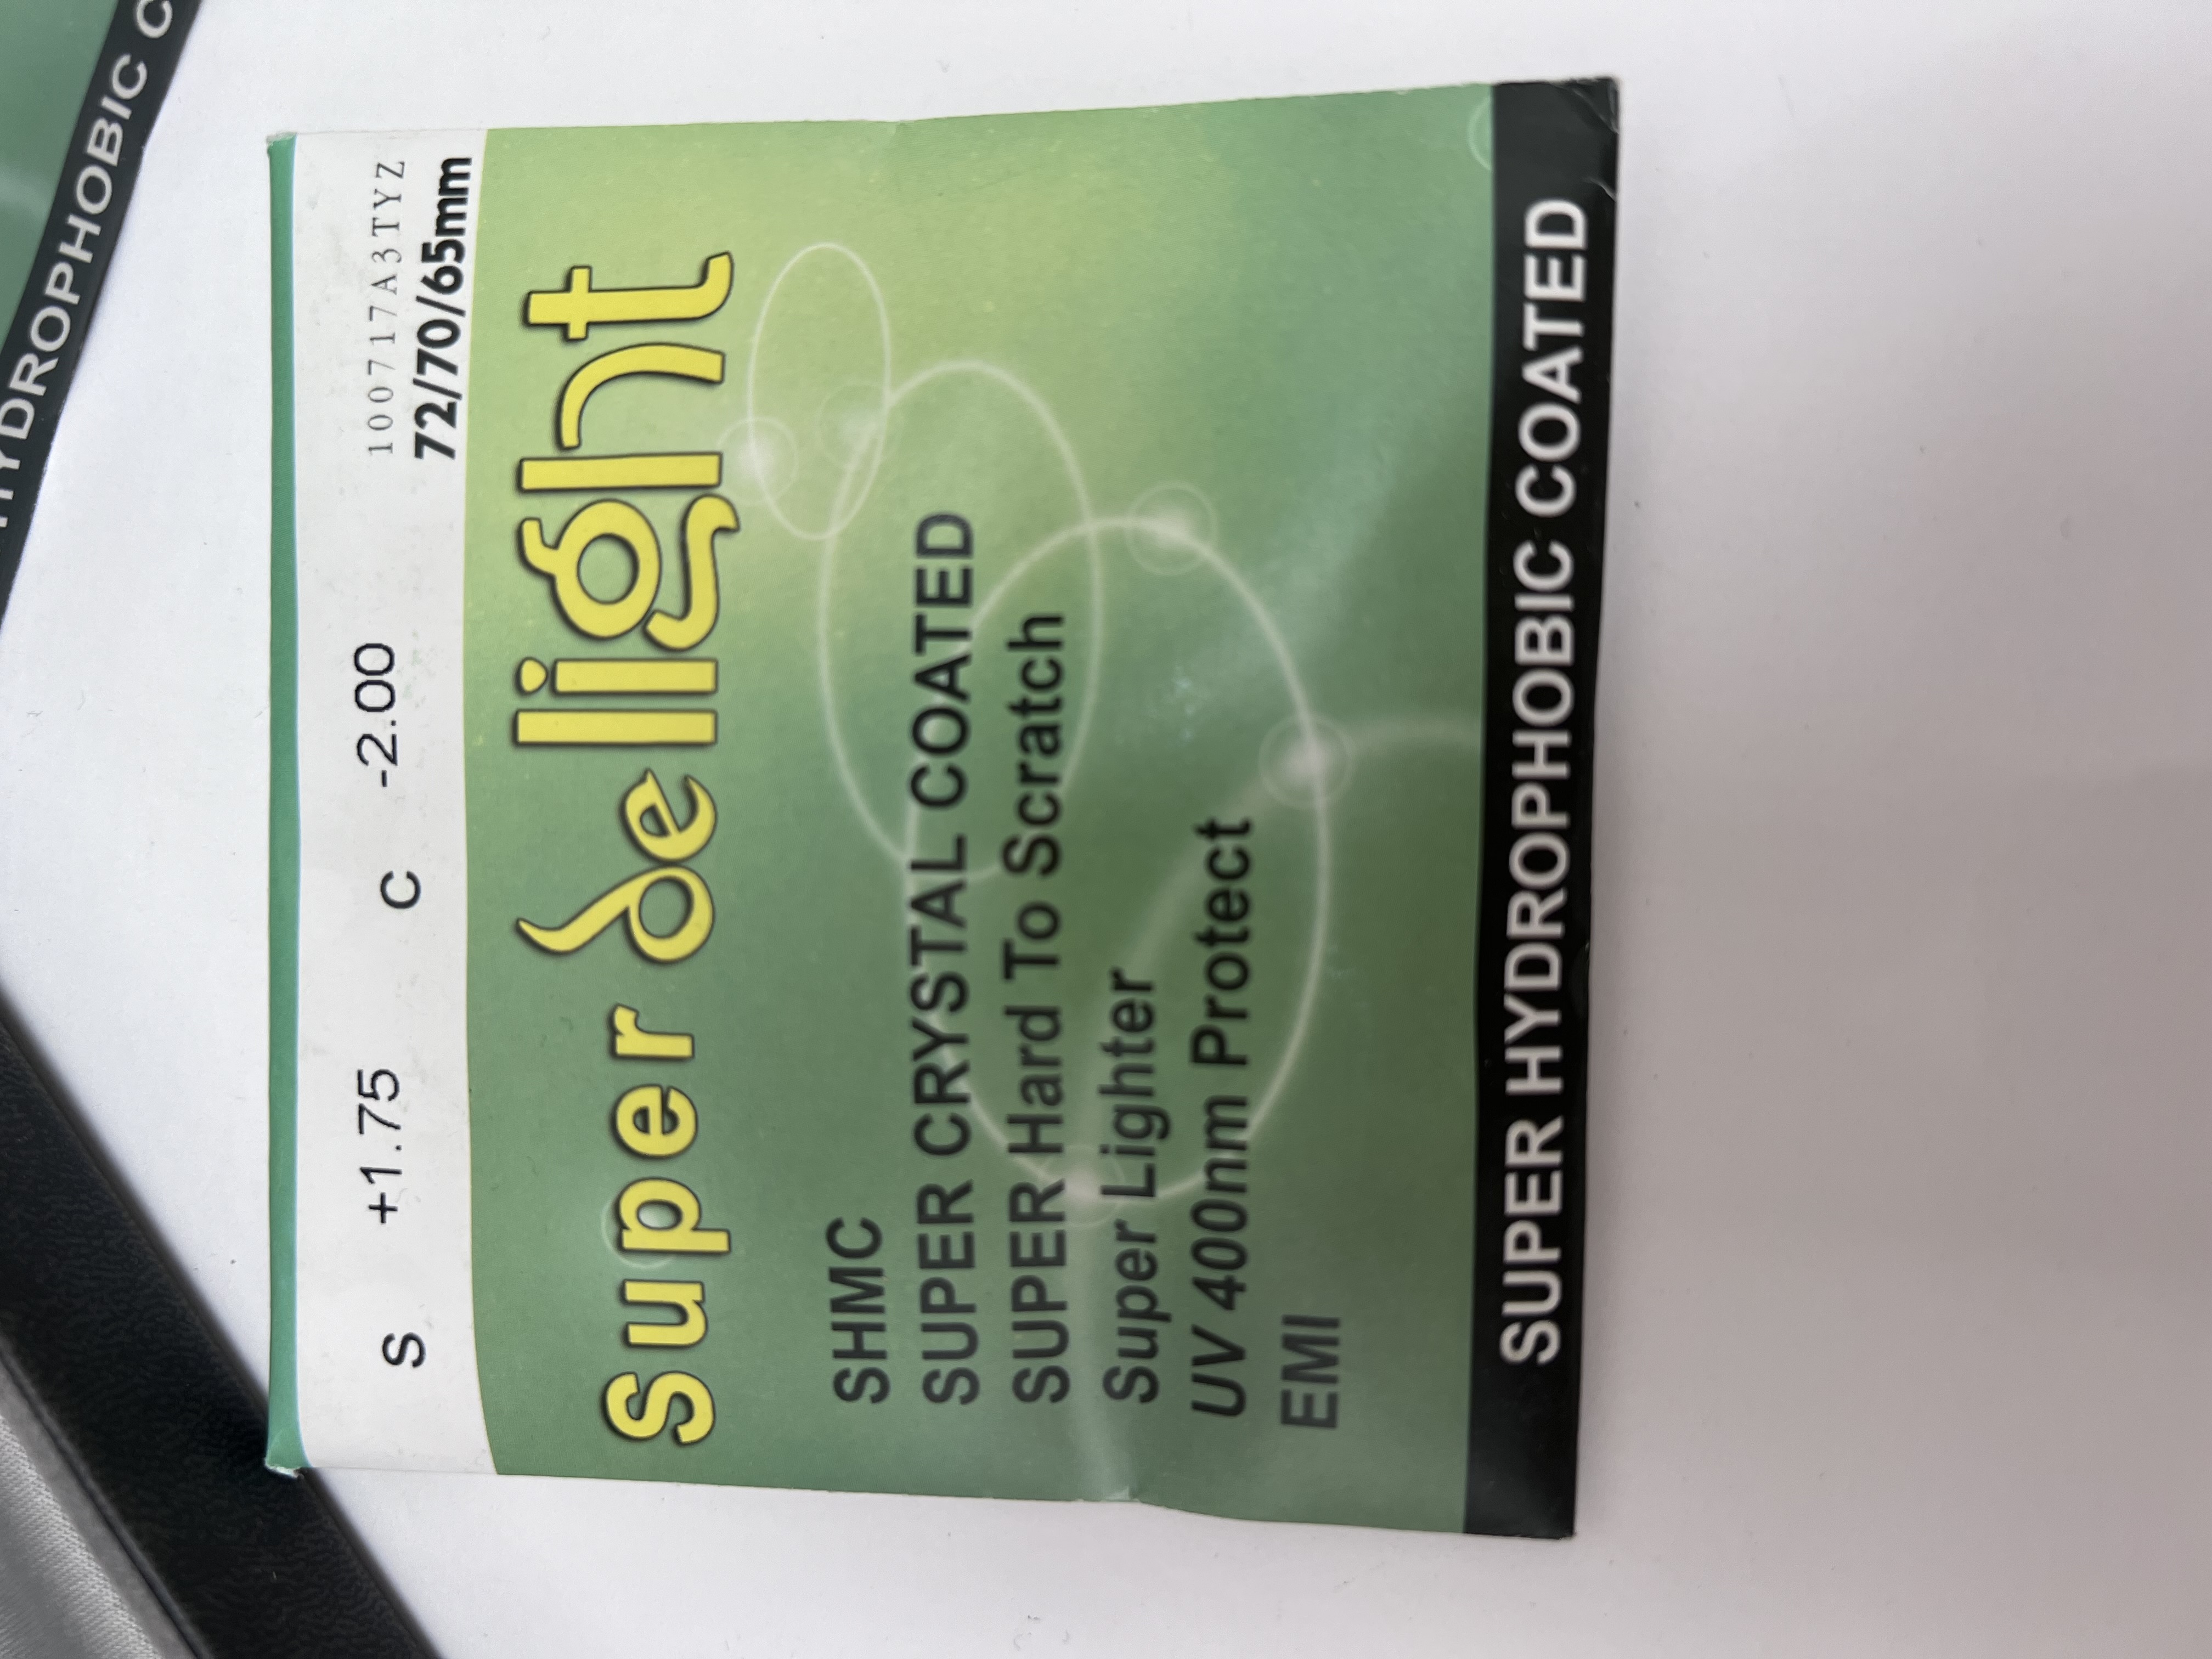 S +1.75 C -2.00
100717A3TYZ
72/70/65mm
Super delight
SHMC
SUPER CRYSTAL COATED
SUPER Hard To Scratch
Super Lighter
UV 400nm Protect
EMI
SUPER HYDROPHOBIC COATED
HYDROPHOBIC C